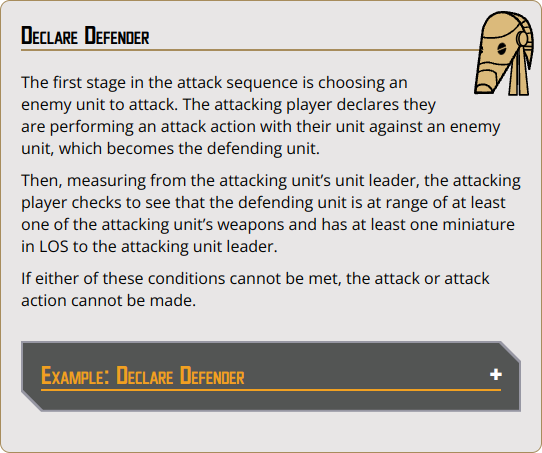 Declare Defender
The first stage in the attack sequence is choosing an
enemy unit to attack. The attacking player declares they
are performing an attack action with their unit against an enemy
unit, which becomes the defending unit.
Then, measuring from the attacking unit’s unit leader, the attacking
player checks to see that the defending unit is at range of at least
one of the attacking unit’s weapons and has at least one miniature
in LOS to the attacking unit leader.
If either of these conditions cannot be met, the attack or attack
action cannot be made.
Example: Declare Defender +